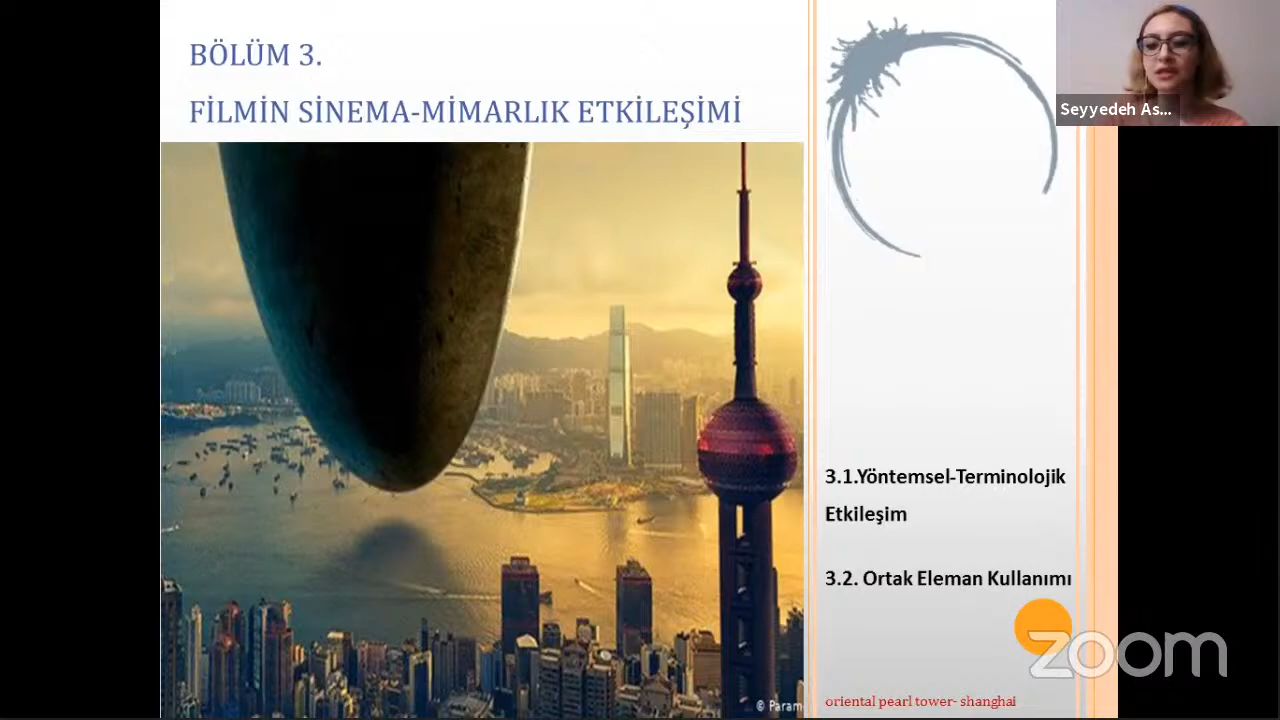 BÖLÜM 3.
FİLMİN SİNEMA-MİMARLIK ETKİLEŞİMİ
Seyyedeh As...
3.1.Yöntemsel-Terminolojik
Etkileşim
3.2. Ortak Eleman Kullanımı
zoom
© Param
oriental pearl tower- shanghai